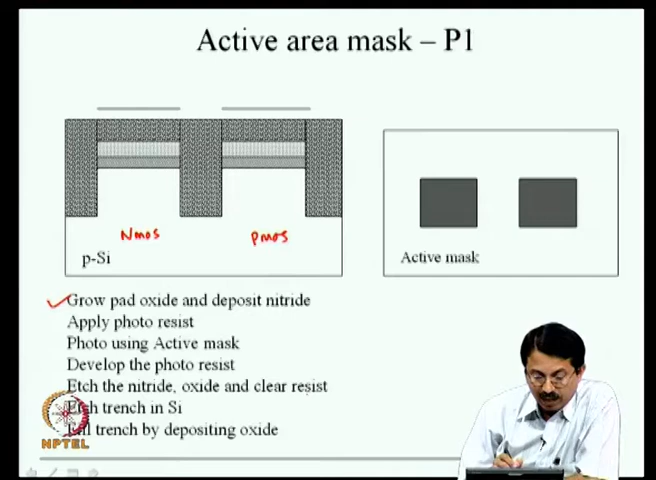 Active area mask – P1
Nmos
Pmos
p-Si
Active mask
Grow pad oxide and deposit nitride
Apply photo resist
Photo using Active mask
Develop the photo resist
Etch the nitride, oxide and clear resist
Etch trench in Si
Fill trench by depositing oxide
NPTEL